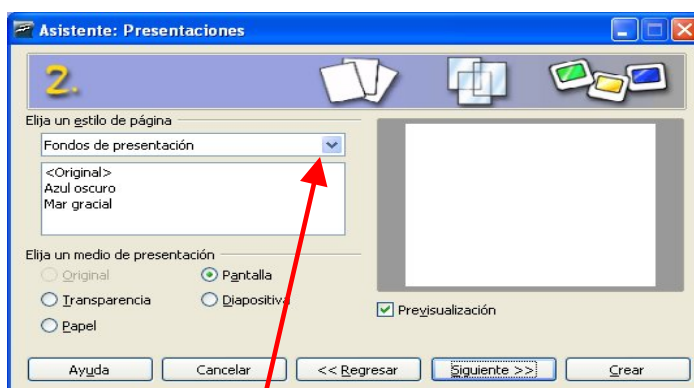 Asistente: Presentaciones
2.
Elija un estilo de página
Fondos de presentación
<Original>
Azul oscuro
Mar gracial
Elija un medio de presentación
Original
Pantalla
Transparencia
Diapositiva
Papel
Previsualización
Ayuda
Cancelar
<< Regresar
Siguiente >>
Crear